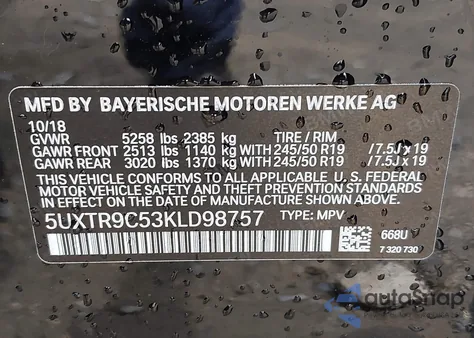 MFD BY BAYERISCHE MOTOREN WERKE AG
10/18
GVWR 5258 lbs 2385 kg TIRE / RIM
GAWR FRONT 2513 lbs 1140 kg WITH 245/50 R19 /7.5J x 19
GAWR REAR 3020 lbs 1370 kg WITH 245/50 R19 /7.5J x 19
THIS VEHICLE CONFORMS TO ALL APPLICABLE U. S. FEDERAL
MOTOR VEHICLE SAFETY AND THEFT PREVENTION STANDARDS
IN EFFECT ON THE DATE OF MANUFACTURE SHOWN ABOVE.
5UXTR9C53KLD98757 TYPE: MPV
668U
7 320 730
autoSnap